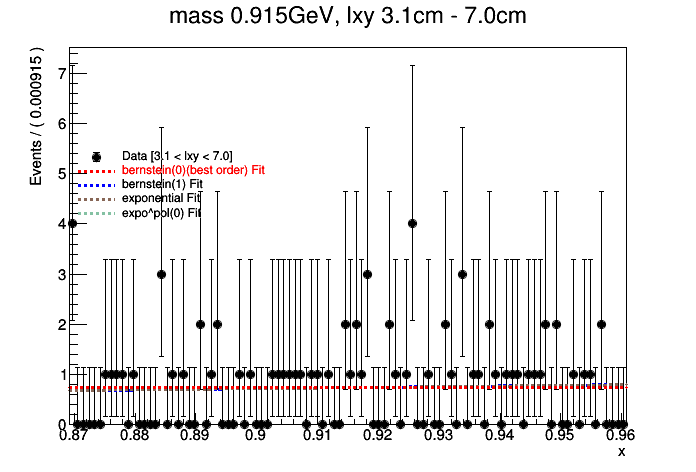 mass 0.915GeV, lxy 3.1cm - 7.0cm
Events / ( 0.000915 )
7
6
5
4
3
2
1
0
Data [3.1 < lxy < 7.0]
bernstein(0)(best order) Fit
bernstein(1) Fit
exponential Fit
expo^pol(0) Fit
0.87 0.88 0.89 0.9 0.91 0.92 0.93 0.94 0.95 0.96
x